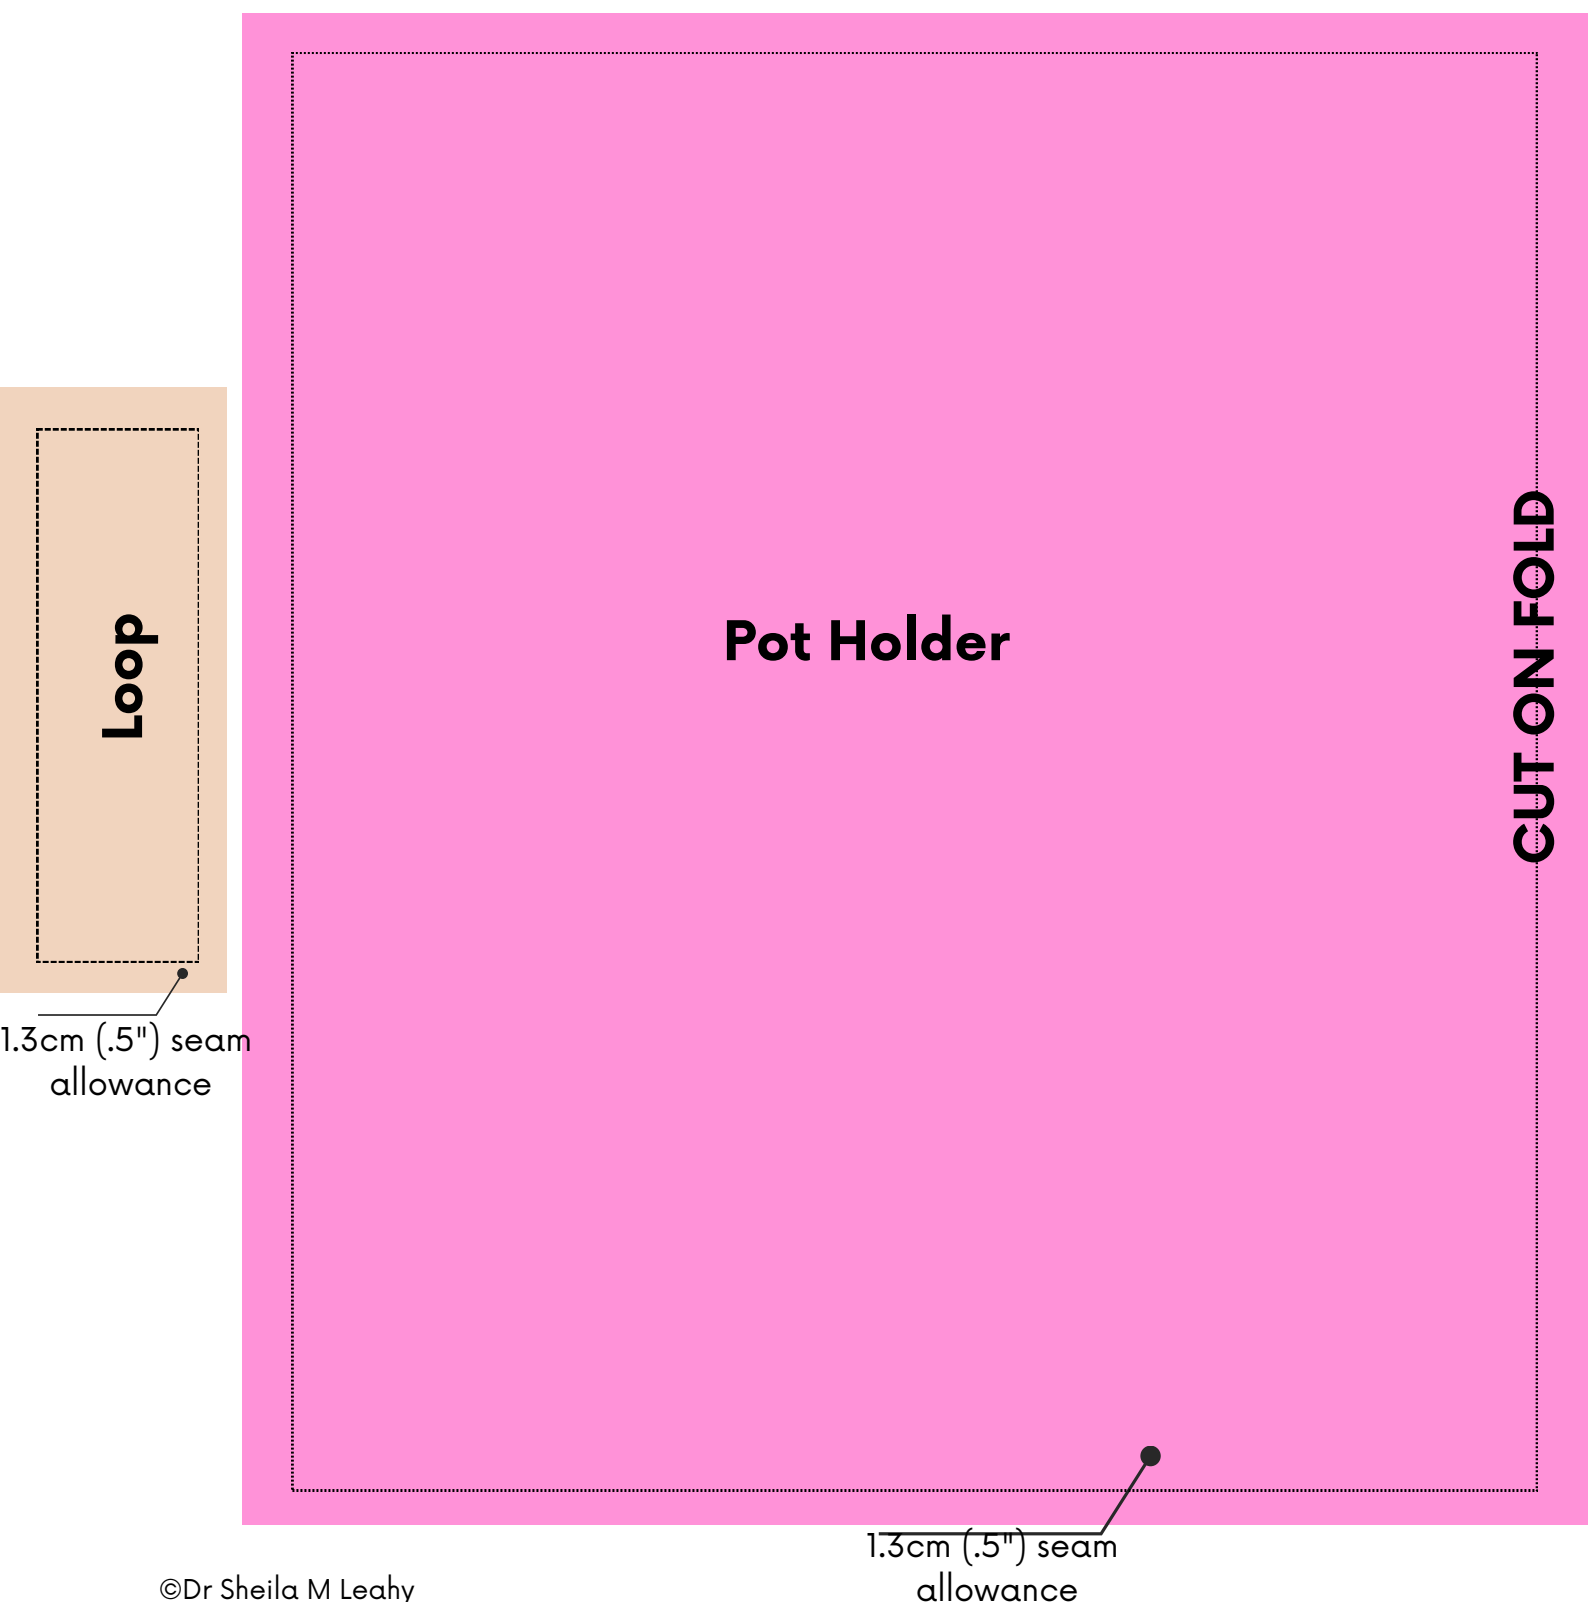 Loop
1.3cm (.5") seam
allowance
Pot Holder
CUT ON FOLD
1.3cm (.5") seam
allowance
©Dr Sheila M Leahy